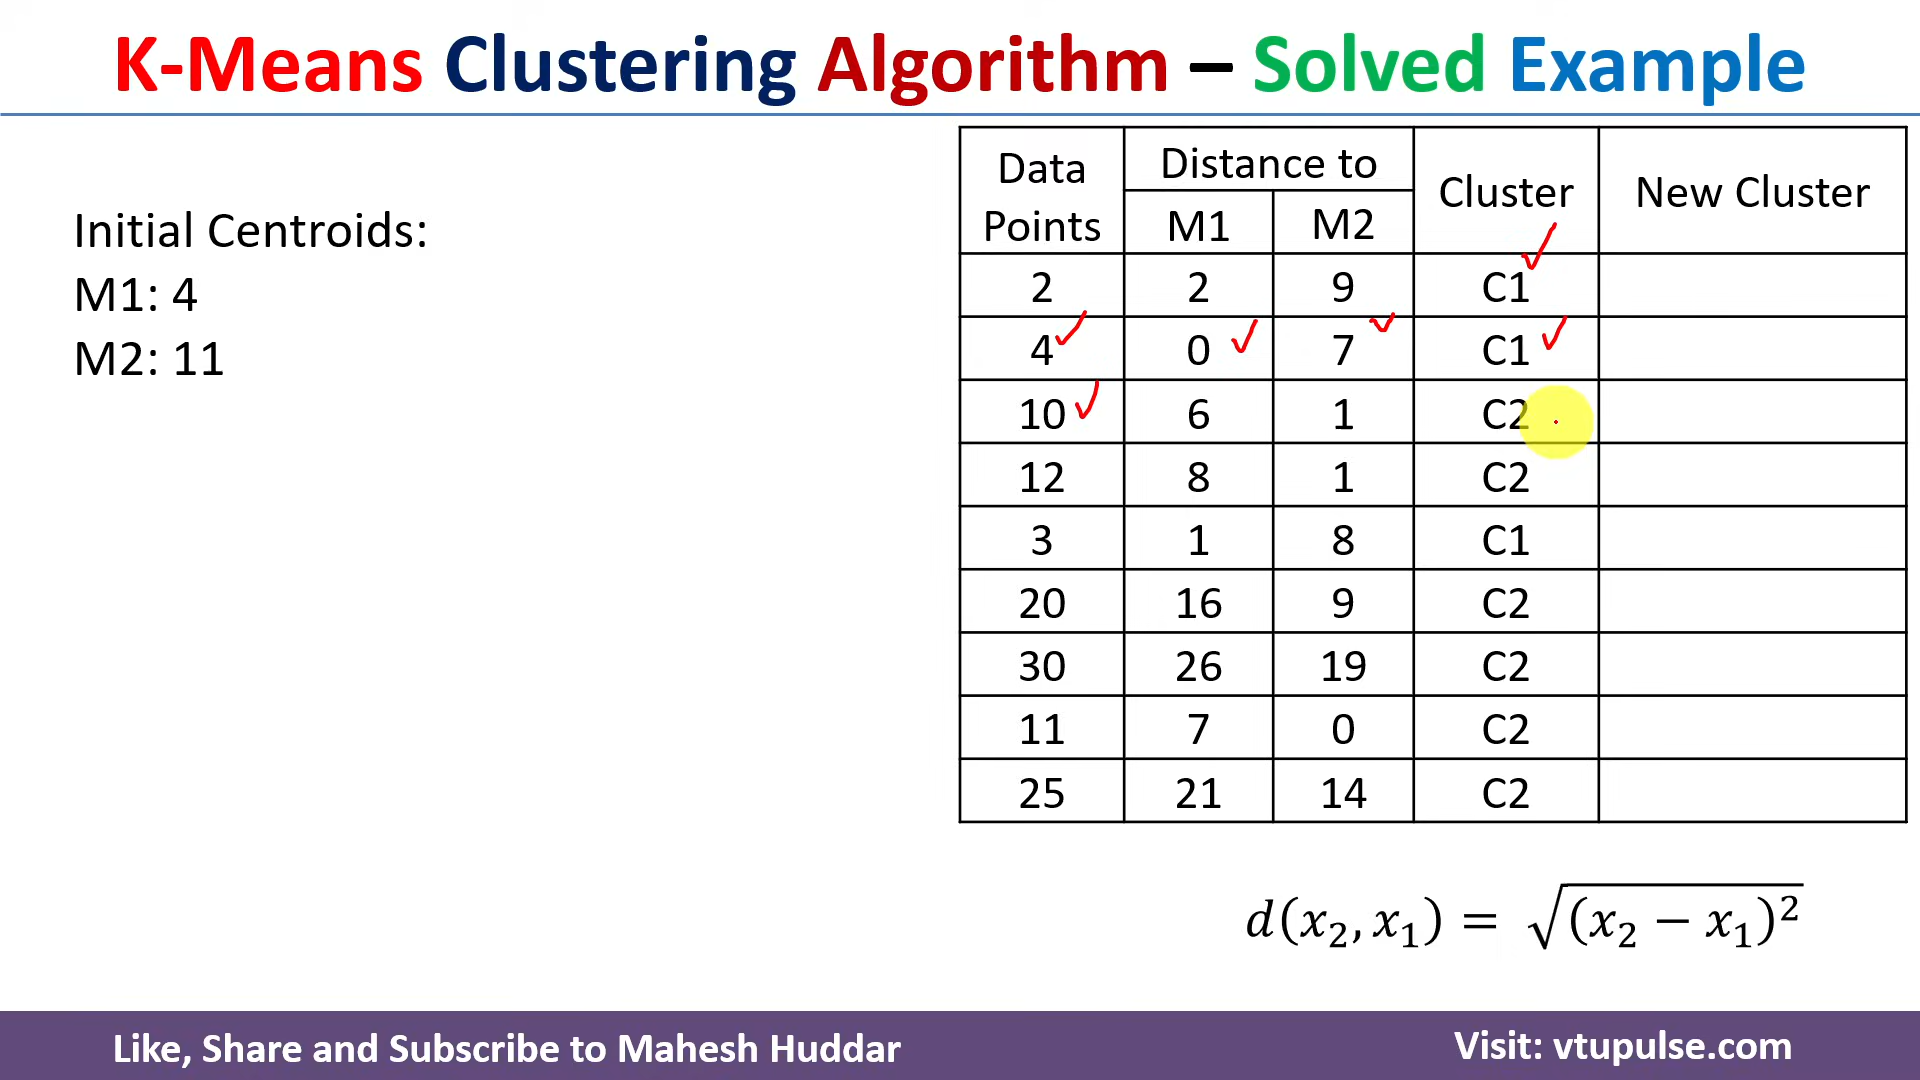 K-Means Clustering Algorithm – Solved Example
Initial Centroids:
M1: 4
M2: 11
Data Points Distance to Cluster New Cluster
M1 M2
2 2 9 C1
4 0 7 C1
10 6 1 C2
12 8 1 C2
3 1 8 C1
20 16 9 C2
30 26 19 C2
11 7 0 C2
25 21 14 C2
d(x₂, x₁) = √(x₂ − x₁)²
Like, Share and Subscribe to Mahesh Huddar
Visit: vtupulse.com